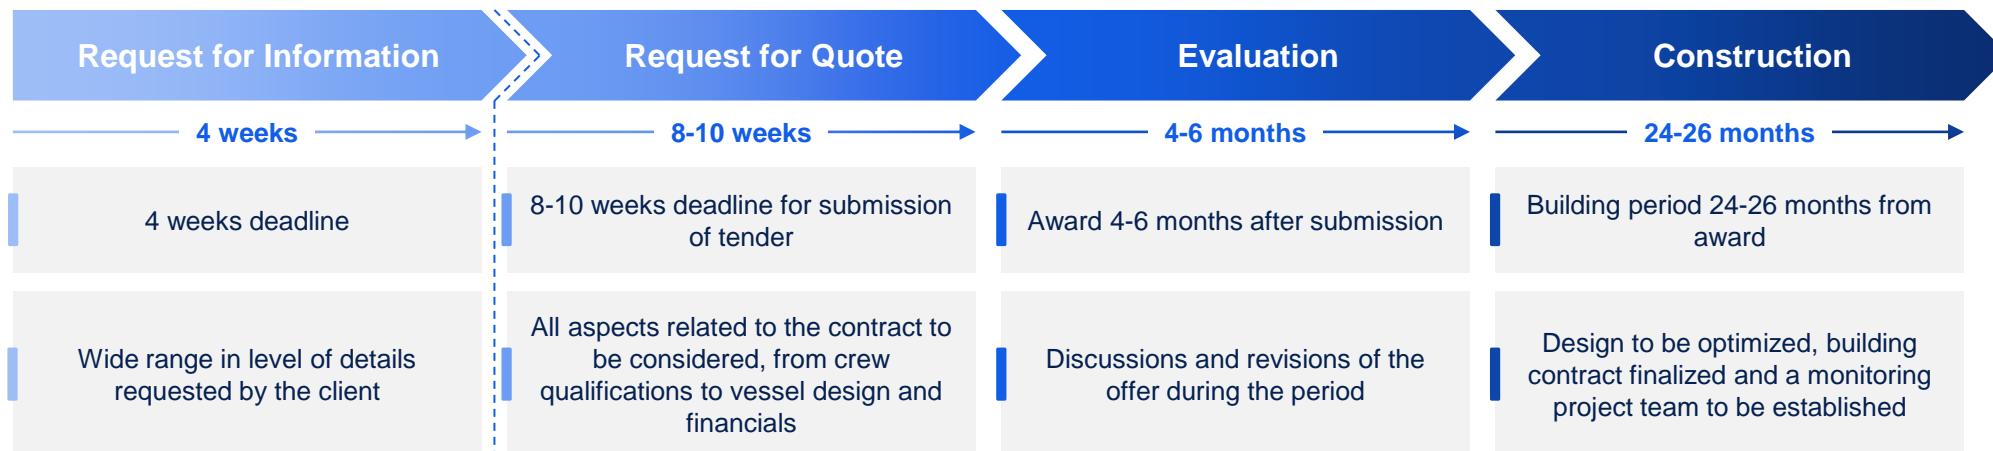 Request for Information
Request for Quote
Evaluation
Construction
4 weeks
8-10 weeks
4-6 months
24-26 months
4 weeks deadline
8-10 weeks deadline for submission
of tender
Award 4-6 months after submission
Building period 24-26 months from
award
Wide range in level of details
requested by the client
All aspects related to the contract to
be considered, from crew
qualifications to vessel design and
financials
Discussions and revisions of the
offer during the period
Design to be optimized, building
contract finalized and a monitoring
project team to be established